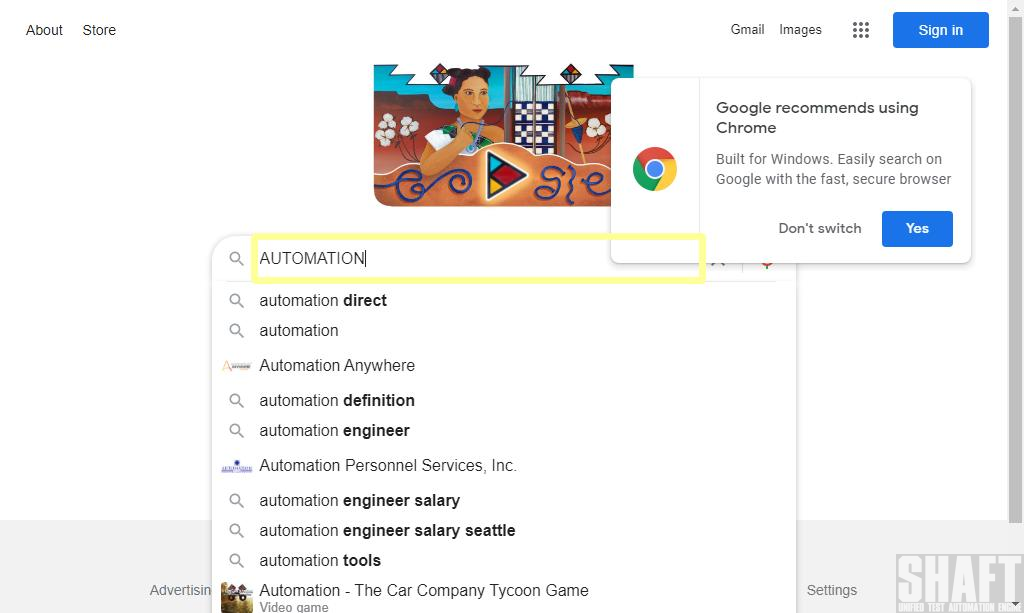 About Store Gmail Images Sign in
Google recommends using
Chrome
Built for Windows. Easily search on
Google with the fast, secure browser
Don't switch Yes
AUTOMATION
automation direct
automation
Automation Anywhere
automation definition
automation engineer
Automation Personnel Services, Inc.
automation engineer salary
automation engineer salary seattle
automation tools
Automation - The Car Company Tycoon Game
Video game
Settings
SHAFT
UNIFIED TEST AUTOMATION